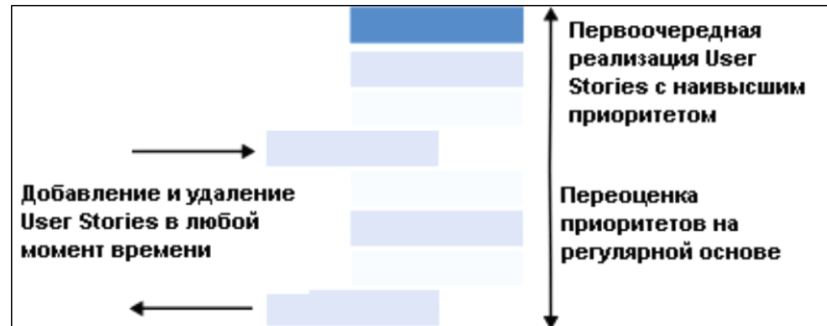 Первоочередная
реализация User
Stories с наивысшим
приоритетом
Добавление и удаление
User Stories в любой
момент времени
Переоценка
приоритетов на
регулярной основе